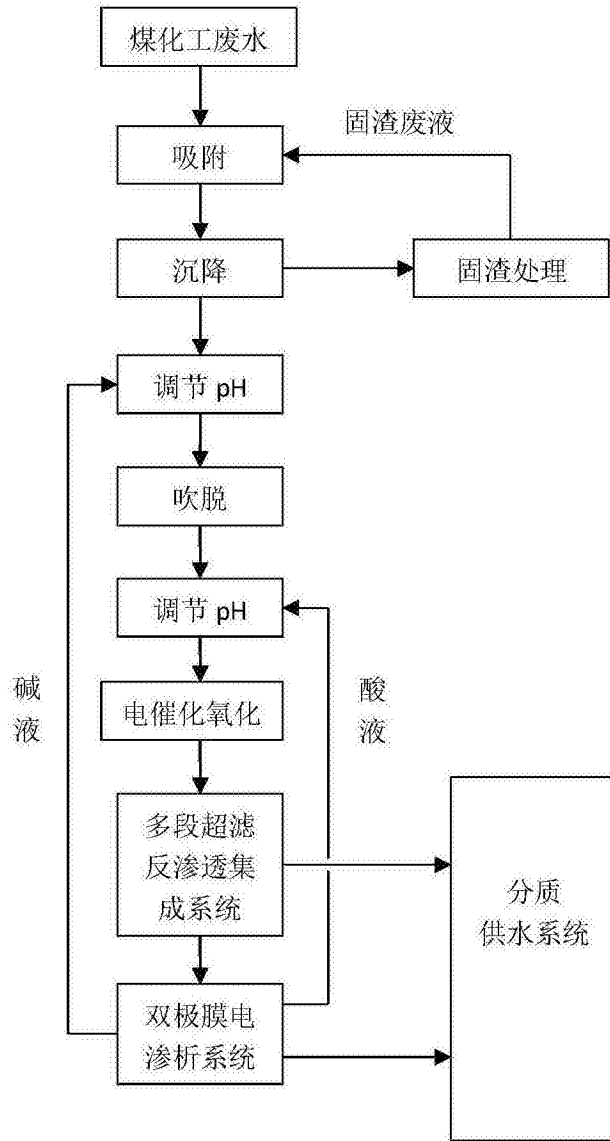 煤化工废水
固渣废液
吸附
沉降
固渣处理
调节 pH
吹脱
调节 pH
碱
液
酸
液
电催化氧化
多段超滤
反渗透集
成系统
分质
供水系统
双极膜电
渗析系统